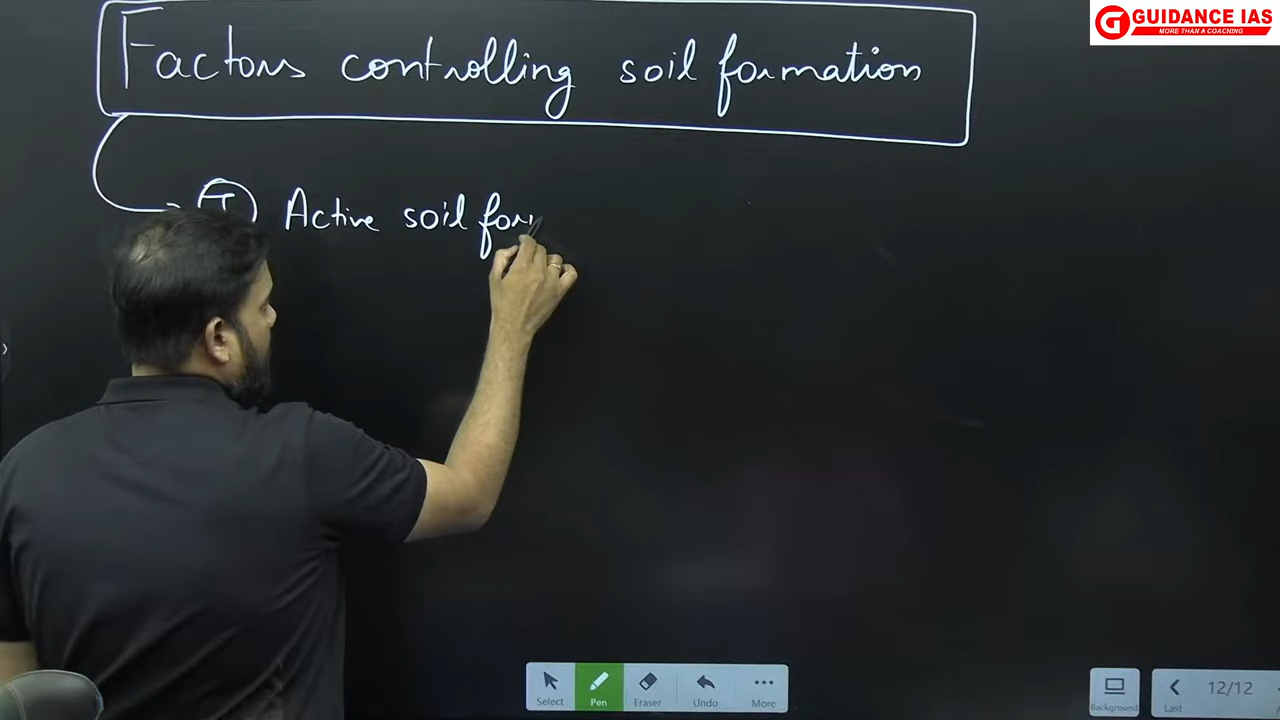 GUIDANCE IAS
MORE THAN A COACHING
Factors controlling soil formation
I Active soil for
Select
Pen
Eraser
Undo
More
Background
Last
12/12